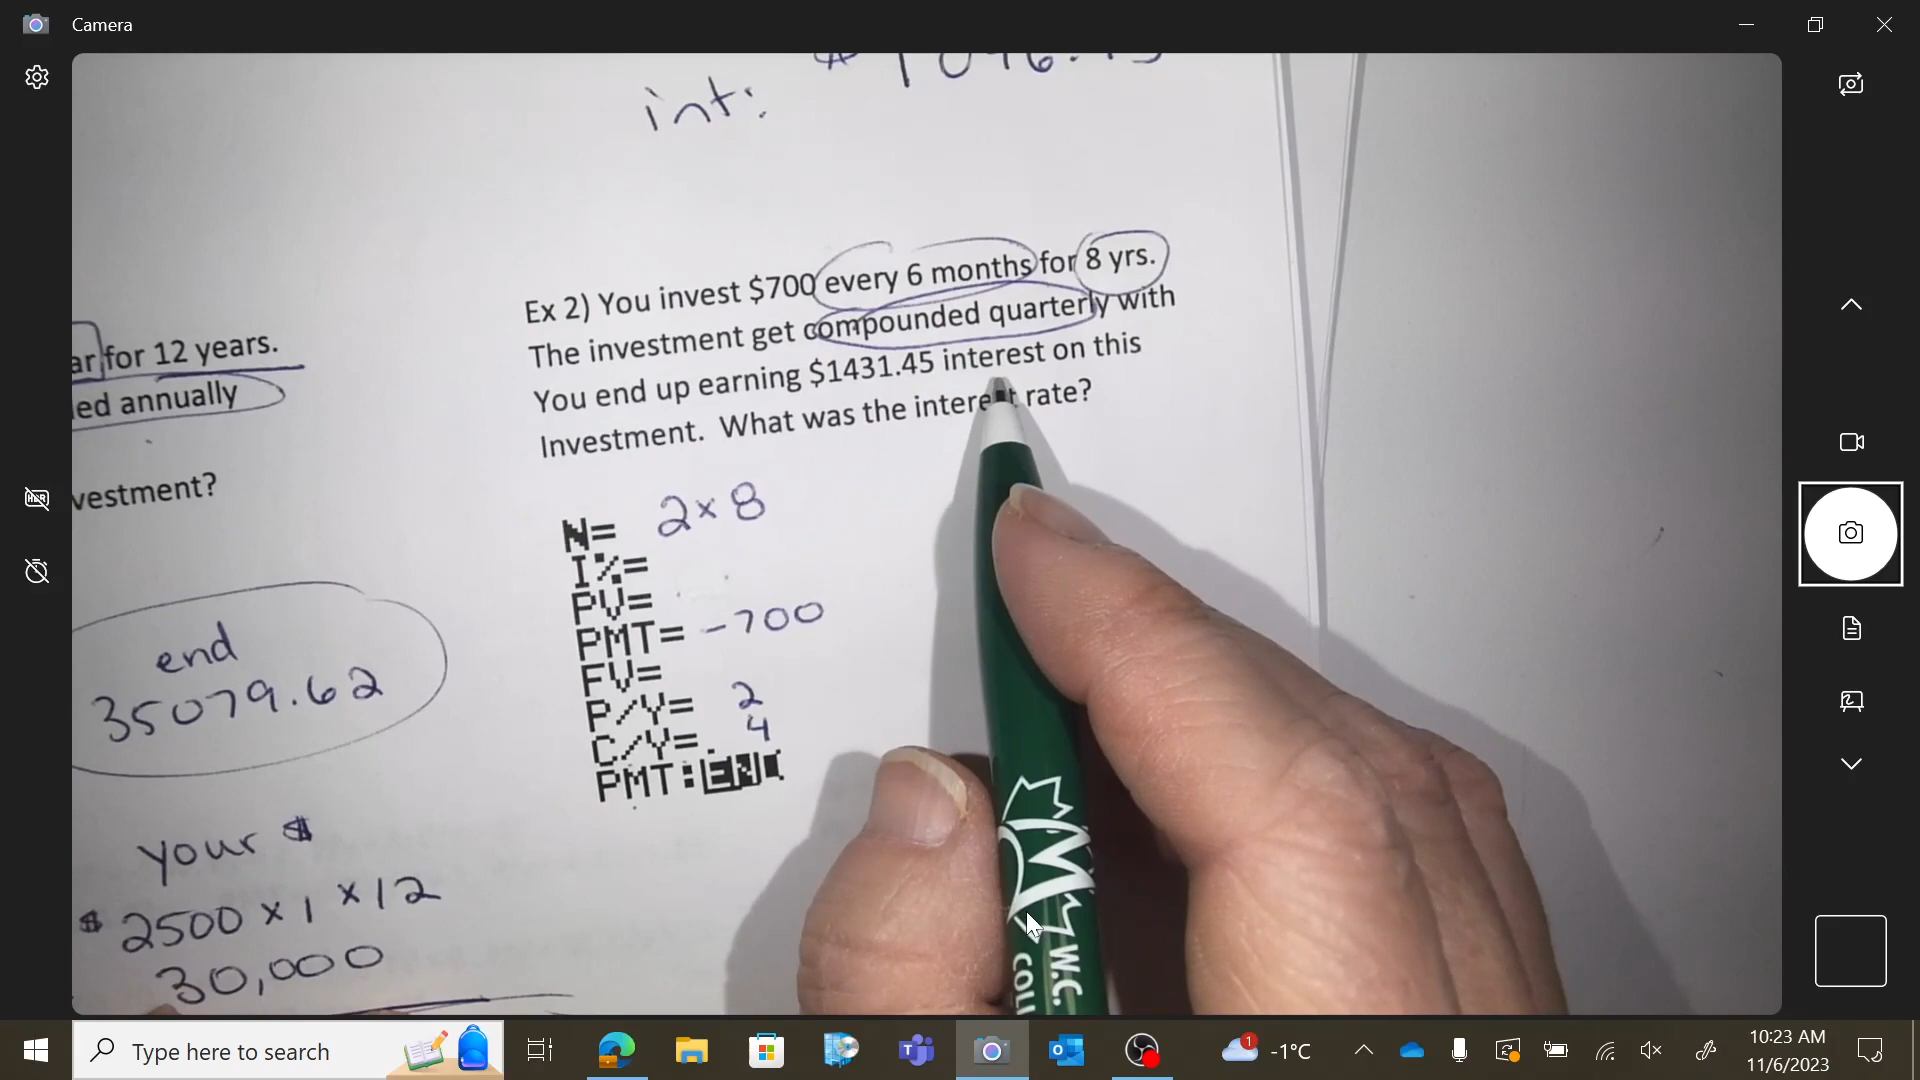 Camera
int:
Ex 2) You invest $700 every 6 months for 8 yrs.
The investment get compounded quarterly with
You end up earning $1431.45 interest on this
Investment. What was the interest rate?
ar for 12 years.
ed annually
vestment?
N= 2 x 8
I%=
PV=
PMT= -700
FV=
P/Y= 2
C/Y= 4
PMT:END
end
35079.62
your $
$ 2500 x 1 x 12
30,000
W.C.
COLL
Type here to search
1
-1°C
10:23 AM
11/6/2023